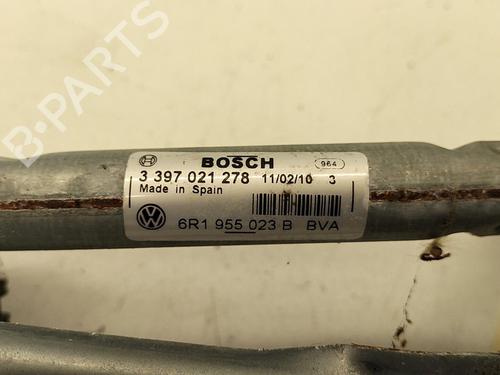 B-PARTS
BOSCH 964
3 397 021 278 11/02/10 3
Made in Spain
6R1 955 023 B BVA